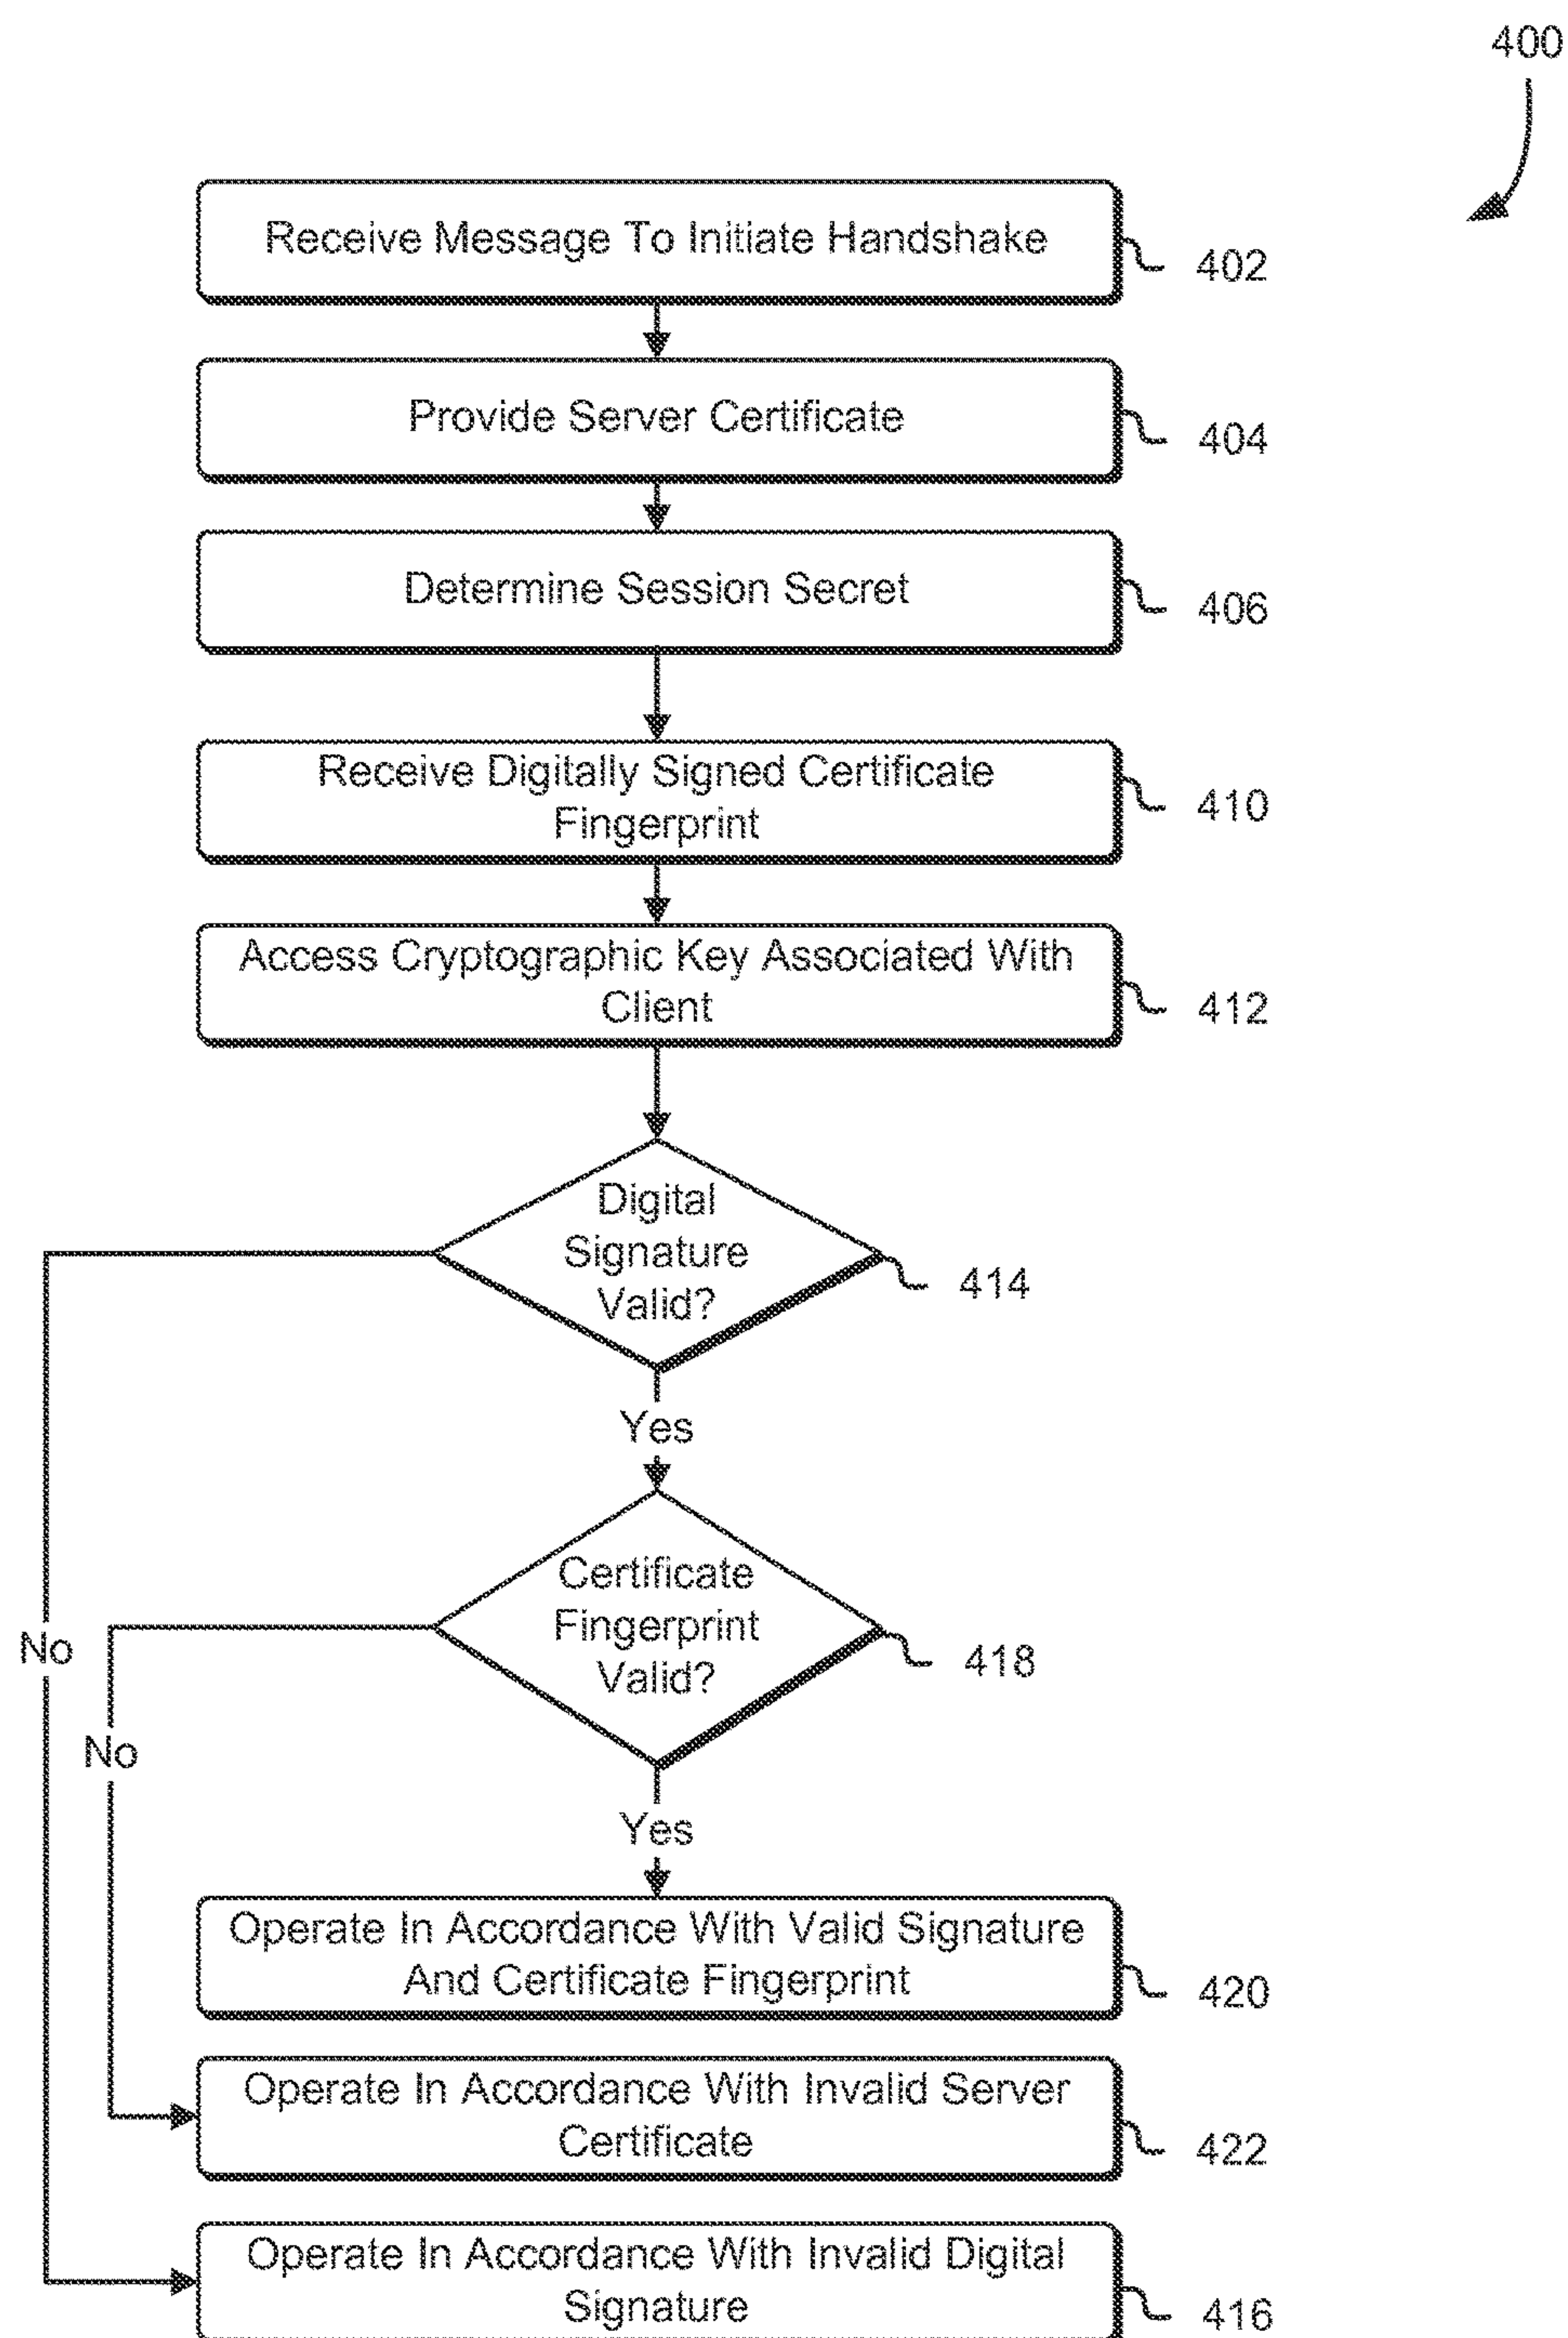 400
Receive Message To Initiate Handshake
402
Provide Server Certificate
404
Determine Session Secret
406
Receive Digitally Signed Certificate
Fingerprint
410
Access Cryptographic Key Associated With
Client
412
Digital
Signature
Valid?
414
Yes
Certificate
Fingerprint
Valid?
418
No
No
Yes
Operate In Accordance With Valid Signature
And Certificate Fingerprint
420
Operate In Accordance With Invalid Server
Certificate
422
Operate In Accordance With Invalid Digital
Signature
416